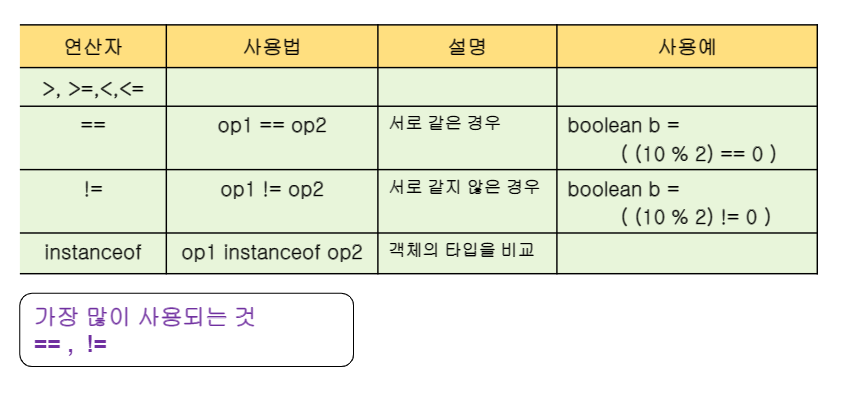 연산자 사용법 설명 사용예
>, >=,<,<=
== op1 == op2 서로 같은 경우 boolean b =
( (10 % 2) == 0 )
!= op1 != op2 서로 같지 않은 경우 boolean b =
( (10 % 2) != 0 )
instanceof op1 instanceof op2 객체의 타입을 비교
가장 많이 사용되는 것
== , !=